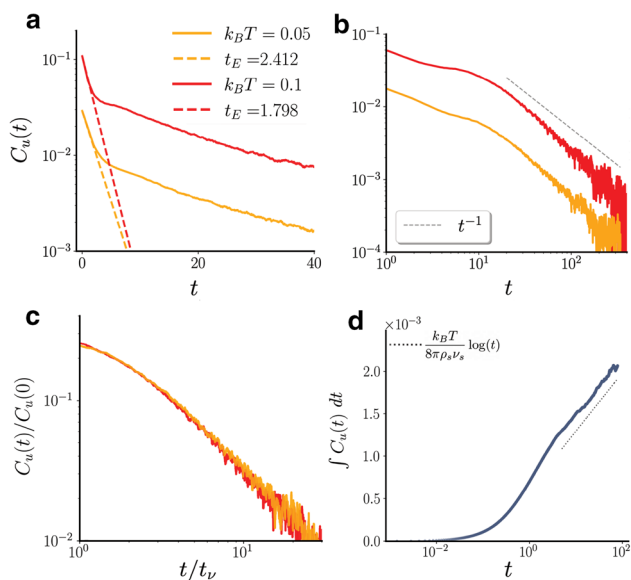 a
k_BT = 0.05
t_E = 2.412
k_BT = 0.1
t_E = 1.798
10^{-1}
10^{-2}
10^{-3}
C_u(t)
0 20 40
t
b
10^{-1}
10^{-2}
10^{-3}
10^{-4}
t^{-1}
10^0 10^1 10^2
t
c
10^{-1}
10^{-2}
C_u(t)/C_u(0)
10^0 10^1
t/t_ν
d
×10^{-3}
\frac{k_BT}{8πρ_sν_s} log(t)
2.0
1.5
1.0
0.5
0
∫ C_u(t) dt
10^{-2} 10^0 10^2
t